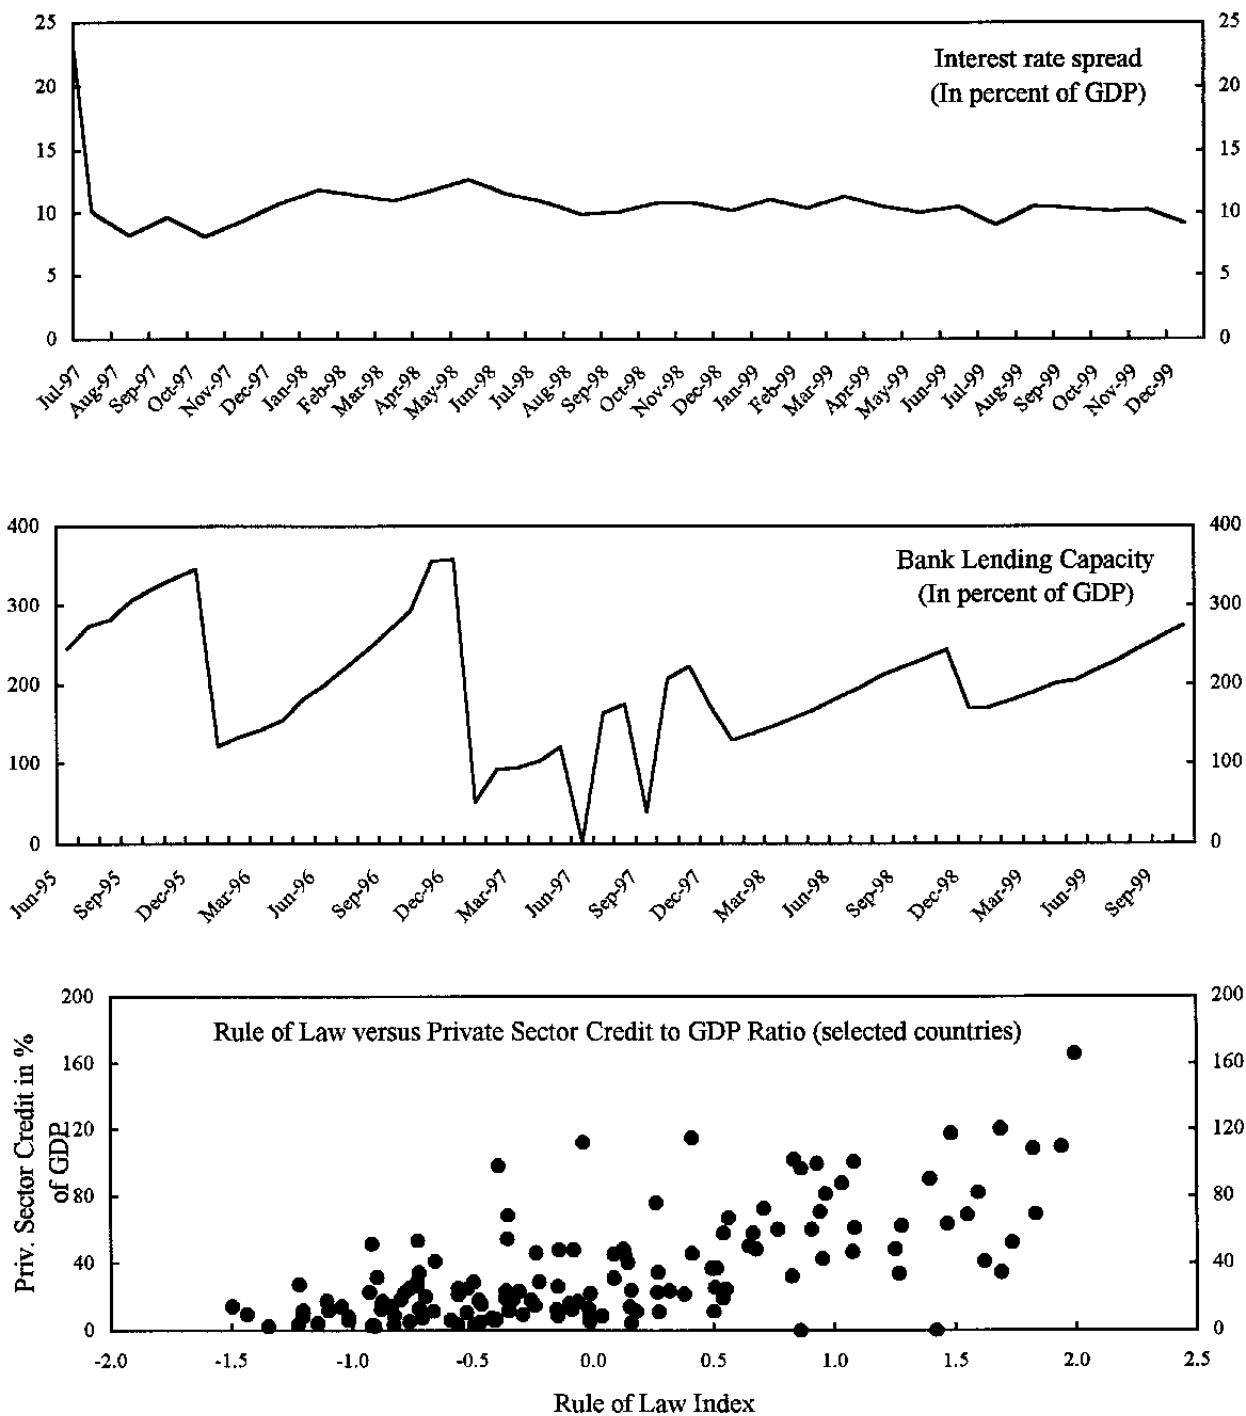 25 25
Interest rate spread
(In percent of GDP)
20 20
15 15
10 10
5 5
0 0
Jul-97 Aug-97 Sep-97 Oct-97 Nov-97 Dec-97 Jan-98 Feb-98 Mar-98 Apr-98 May-98 Jun-98 Jul-98 Aug-98 Sep-98 Oct-98 Nov-98 Dec-98 Jan-99 Feb-99 Mar-99 Apr-99 May-99 Jun-99 Jul-99 Aug-99 Sep-99 Oct-99 Nov-99 Dec-99
400 400
Bank Lending Capacity
(In percent of GDP)
300 300
200 200
100 100
0 0
Jun-95 Sep-95 Dec-95 Mar-96 Jun-96 Sep-96 Dec-96 Mar-97 Jun-97 Sep-97 Dec-97 Mar-98 Jun-98 Sep-98 Dec-98 Mar-99 Jun-99 Sep-99
200 200
Rule of Law versus Private Sector Credit to GDP Ratio (selected countries)
Priv. Sector Credit in %
of GDP
160 160
120 120
80 80
40 40
0 0
-2.0 -1.5 -1.0 -0.5 0.0 0.5 1.0 1.5 2.0 2.5
Rule of Law Index